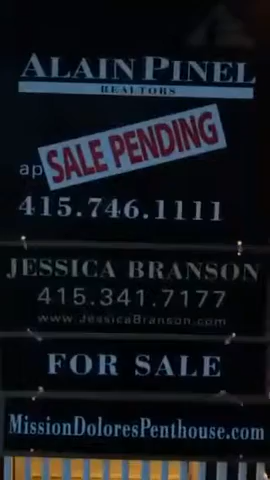 ALAIN PINEL
REALTORS
SALE PENDING
ap
415.746.1111
JESSICA BRANSON
415.341.7177
www.JessicaBranson.com
FOR SALE
MissionDoloresPenthouse.com